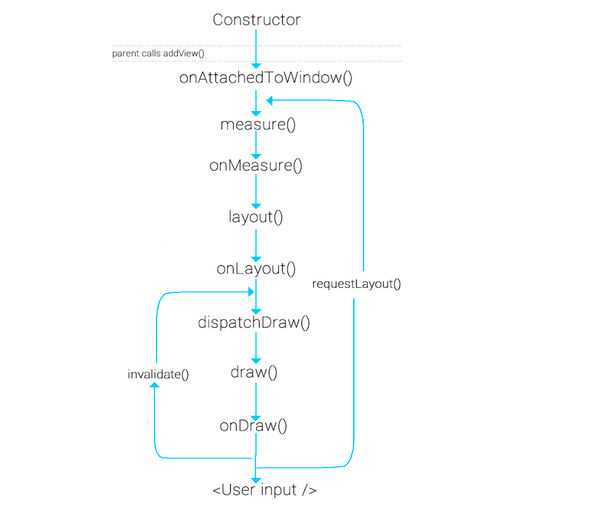 Constructor
parent calls addView()
onAttachedToWindow()
measure()
onMeasure()
layout()
onLayout()
requestLayout()
dispatchDraw()
invalidate()
draw()
onDraw()
<User input />